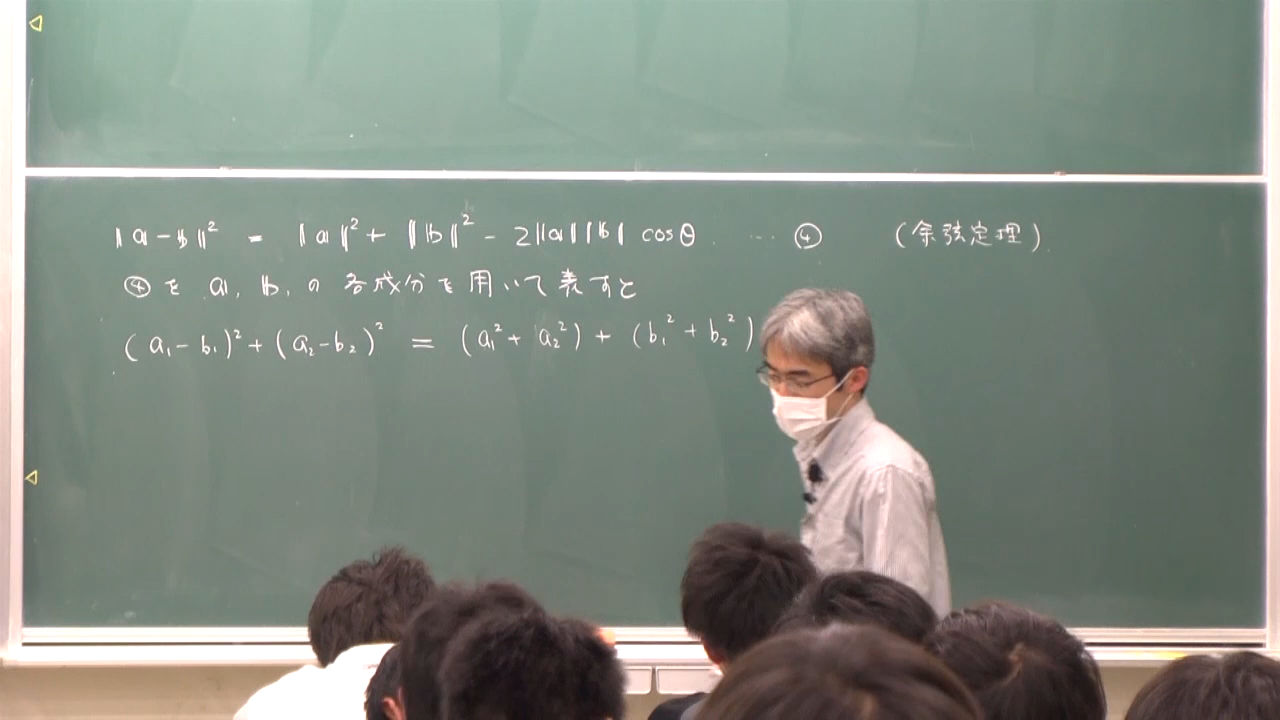 ‖𝕒-𝕓‖² = ‖𝕒‖² + ‖𝕓‖² - 2‖𝕒‖‖𝕓‖ cosθ ... ④ (余弦定理)
④を 𝕒, 𝕓, の各成分を用いて表すと
(a₁-b₁)²+(a₂-b₂)² = (a₁²+a₂²) + (b₁²+b₂²)